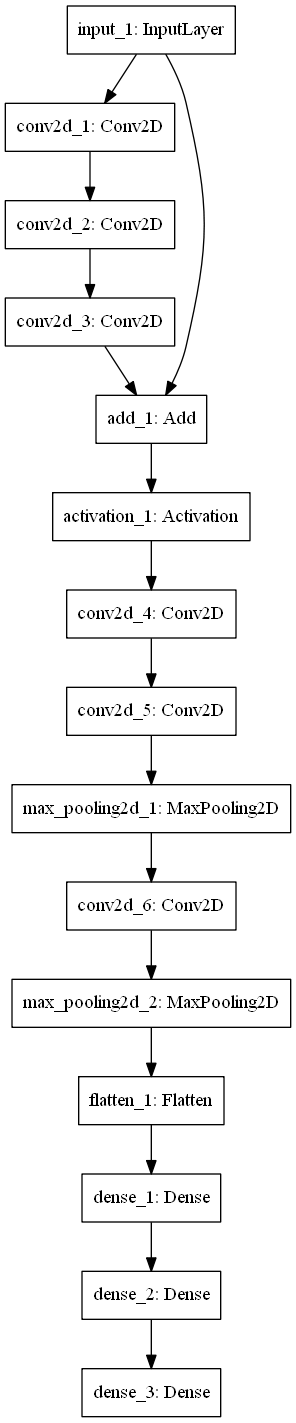 input_1: InputLayer
conv2d_1: Conv2D
conv2d_2: Conv2D
conv2d_3: Conv2D
add_1: Add
activation_1: Activation
conv2d_4: Conv2D
conv2d_5: Conv2D
max_pooling2d_1: MaxPooling2D
conv2d_6: Conv2D
max_pooling2d_2: MaxPooling2D
flatten_1: Flatten
dense_1: Dense
dense_2: Dense
dense_3: Dense